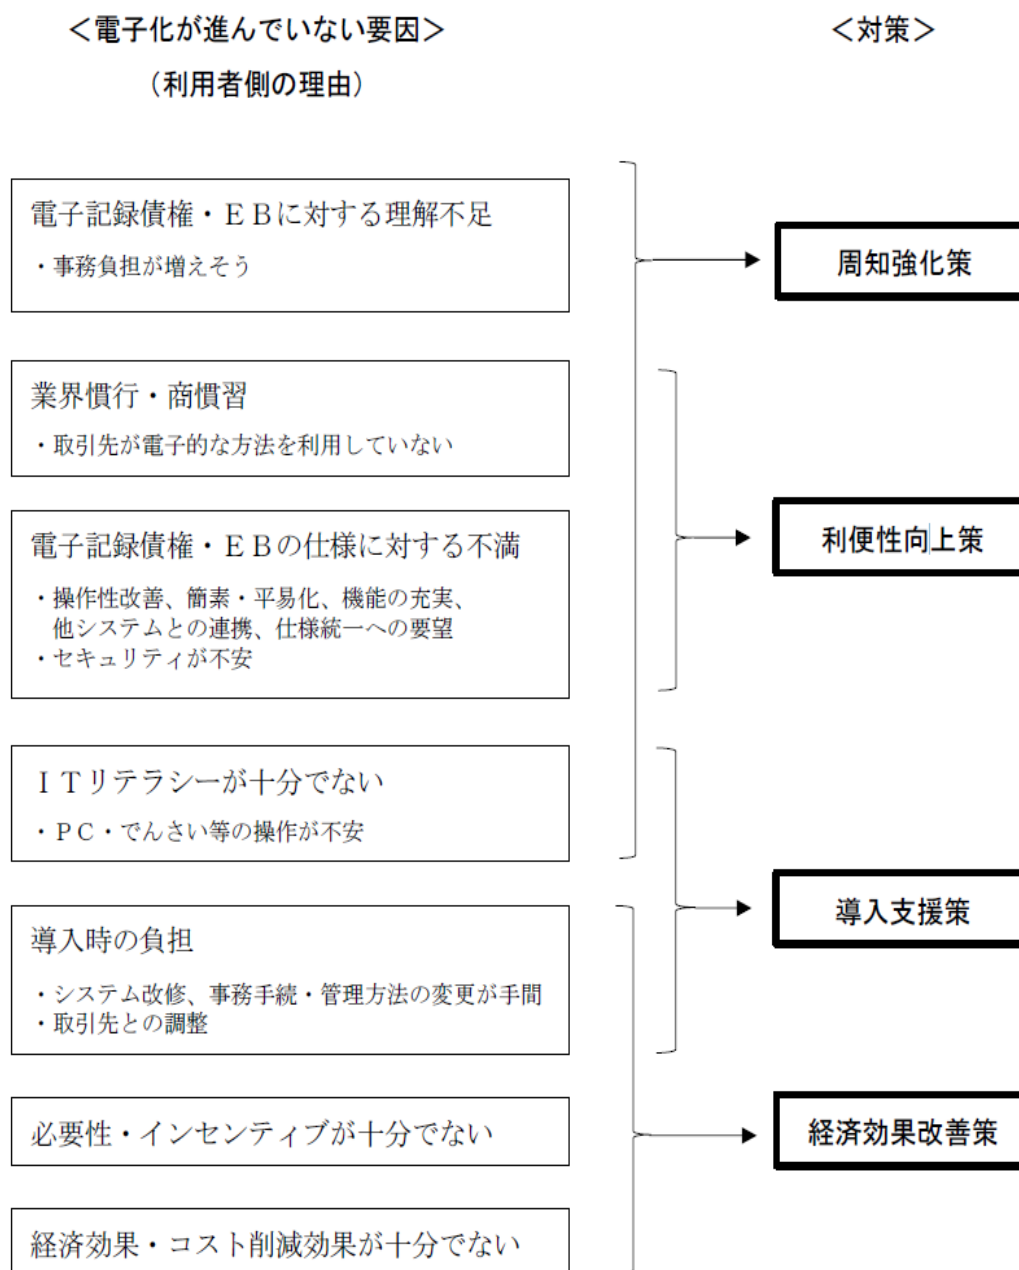 ＜電子化が進んでいない要因＞
（利用者側の理由）
＜対策＞
電子記録債権・ＥＢに対する理解不足
・事務負担が増えそう
周知強化策
業界慣行・商慣習
・取引先が電子的な方法を利用していない
電子記録債権・ＥＢの仕様に対する不満
・操作性改善、簡素・平易化、機能の充実、
他システムとの連携、仕様統一への要望
・セキュリティが不安
利便性向上策
ＩＴリテラシーが十分でない
・ＰＣ・でんさい等の操作が不安
導入時の負担
・システム改修、事務手続・管理方法の変更が手間
・取引先との調整
導入支援策
必要性・インセンティブが十分でない
経済効果改善策
経済効果・コスト削減効果が十分でない